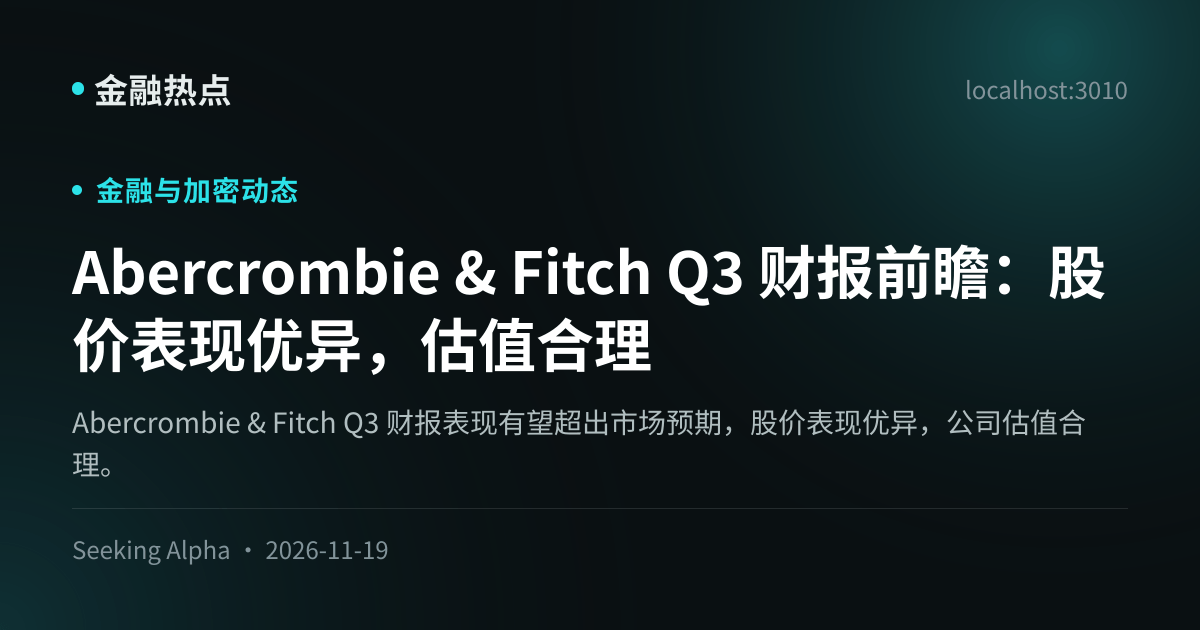 金融热点
localhost:3010
金融与加密动态
Abercrombie & Fitch Q3 财报前瞻：股
价表现优异，估值合理
Abercrombie & Fitch Q3 财报表现有望超出市场预期，股价表现优异，公司估值合
理。
Seeking Alpha · 2026-11-19